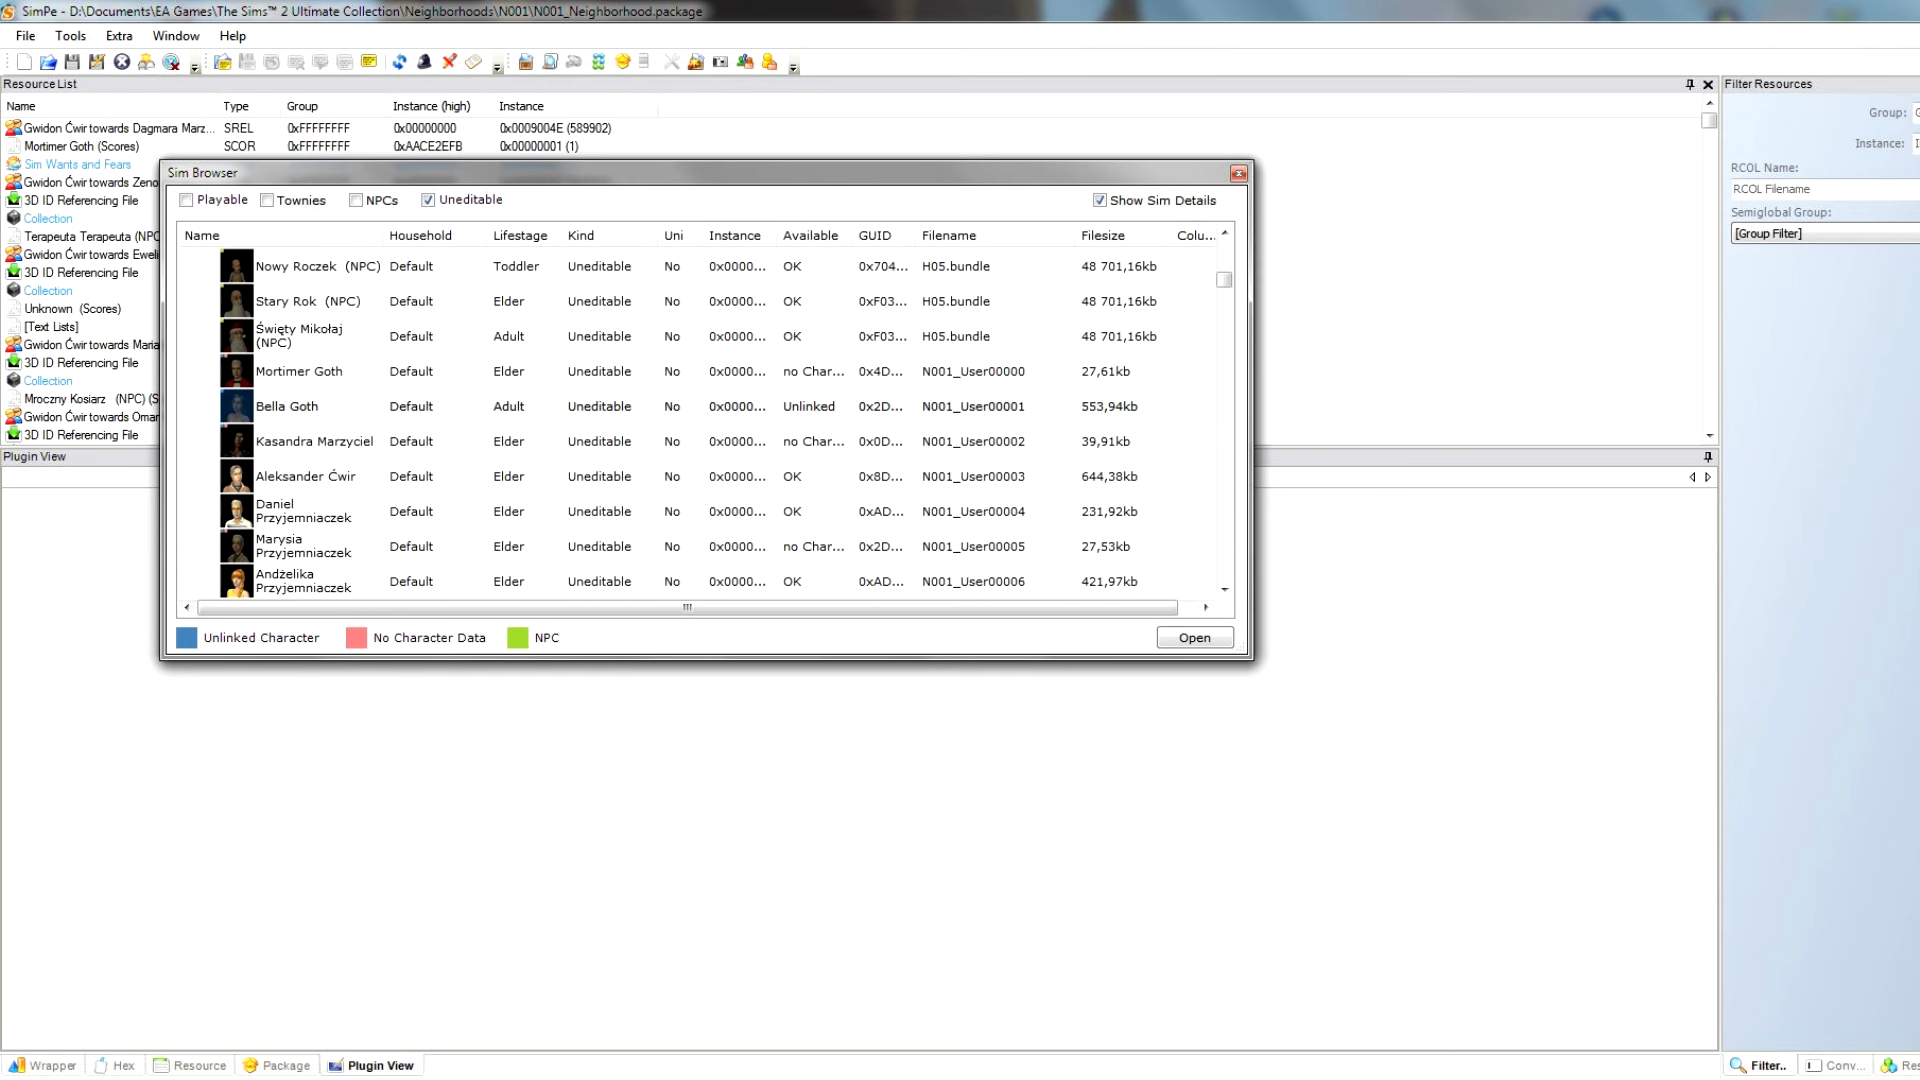 SimPe - D:\Documents\EA Games\The Sims™ 2 Ultimate Collection\Neighborhoods\N001\N001_Neighborhood.package
File Tools Extra Window Help
Resource List
Filter Resources
Name Type Group Instance (high) Instance
Group:
Gwidon Ćwir towards Dagmara Marz... SREL 0xFFFFFFFF 0x00000000 0x0009004E (589902)
Mortimer Goth (Scores) SCOR 0xFFFFFFFF 0xAACE2EFB 0x00000001 (1)
Instance:
Sim Wants and Fears
RCOL Name:
Gwidon Ćwir towards Zeno
RCOL Filename
3D ID Referencing File
Semiglobal Group:
Collection
[Group Filter]
Terapeuta Terapeuta (NPC
Gwidon Ćwir towards Eweli
3D ID Referencing File
Collection
Unknown (Scores)
[Text Lists]
Gwidon Ćwir towards Maria
3D ID Referencing File
Collection
Mroczny Kosiarz (NPC) (S
Gwidon Ćwir towards Omar
3D ID Referencing File
Plugin View
Sim Browser
Playable Townies NPCs Uneditable Show Sim Details
Name Household Lifestage Kind Uni Instance Available GUID Filename Filesize Colu...
Nowy Roczek (NPC) Default Toddler Uneditable No 0x0000... OK 0x704... H05.bundle 48 701,16kb
Stary Rok (NPC) Default Elder Uneditable No 0x0000... OK 0xF03... H05.bundle 48 701,16kb
Święty Mikołaj
(NPC) Default Adult Uneditable No 0x0000... OK 0xF03... H05.bundle 48 701,16kb
Mortimer Goth Default Elder Uneditable No 0x0000... no Char... 0x4D... N001_User00000 27,61kb
Bella Goth Default Adult Uneditable No 0x0000... Unlinked 0x2D... N001_User00001 553,94kb
Kasandra Marzyciel Default Elder Uneditable No 0x0000... no Char... 0x0D... N001_User00002 39,91kb
Aleksander Ćwir Default Elder Uneditable No 0x0000... OK 0x8D... N001_User00003 644,38kb
Daniel
Przyjemniaczek Default Elder Uneditable No 0x0000... OK 0xAD... N001_User00004 231,92kb
Marysia
Przyjemniaczek Default Elder Uneditable No 0x0000... no Char... 0x2D... N001_User00005 27,53kb
Andżelika
Przyjemniaczek Default Elder Uneditable No 0x0000... OK 0xAD... N001_User00006 421,97kb
Unlinked Character No Character Data NPC Open
Wrapper Hex Resource Package Plugin View Filter.. Conv... Res